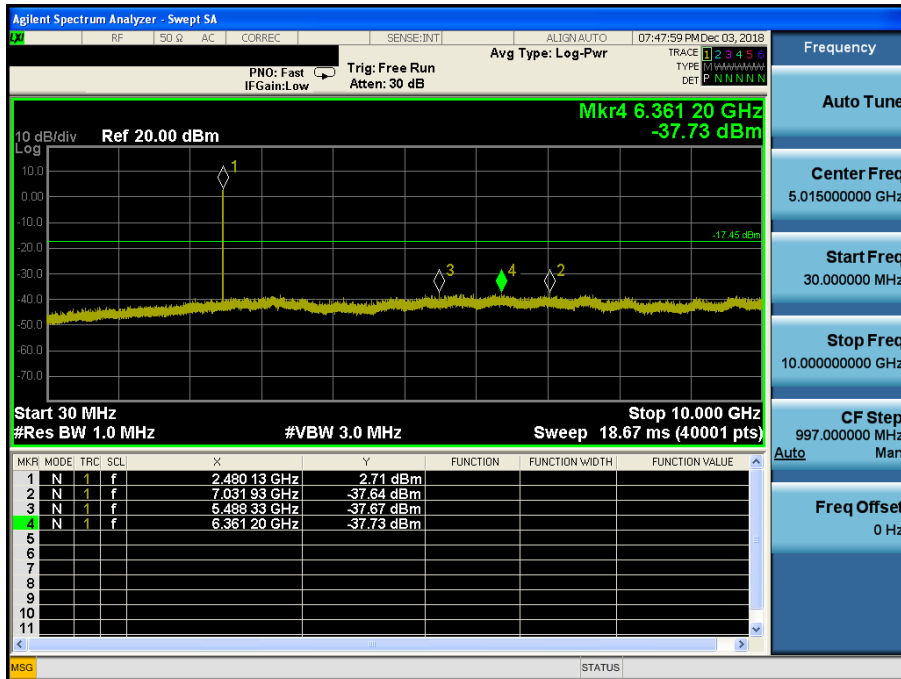 Agilent Spectrum Analyzer - Swept SA
LXI RF 50 Ω AC CORREC SENSE:INT ALIGN AUTO 07:47:59 PM Dec 03, 2018
Frequency
Avg Type: Log-Pwr
TRACE 1 2 3 4 5 6
TYPE M W W W W W
DET P N N N N N
PNO: Fast
IFGain:Low
Trig: Free Run
Atten: 30 dB
Auto Tune
Mkr4 6.361 20 GHz
-37.73 dBm
10 dB/div Ref 20.00 dBm
Log
10.0
0.00
-10.0
-20.0
-30.0
-40.0
-50.0
-60.0
-70.0
1
-17.45 dBm
3
4
2
Center Freq
5.015000000 GHz
Start Freq
30.000000 MHz
Stop Freq
10.000000000 GHz
Start 30 MHz
Stop 10.000 GHz
#Res BW 1.0 MHz #VBW 3.0 MHz Sweep 18.67 ms (40001 pts)
CF Step
997.000000 MHz
Auto Man
Freq Offset
0 Hz
MKR MODE TRC SCL X Y FUNCTION FUNCTION WIDTH FUNCTION VALUE
1 N 1 f 2.480 13 GHz 2.71 dBm
2 N 1 f 7.031 93 GHz -37.64 dBm
3 N 1 f 5.488 33 GHz -37.67 dBm
4 N 1 f 6.361 20 GHz -37.73 dBm
5
6
7
8
9
10
11
MSG STATUS